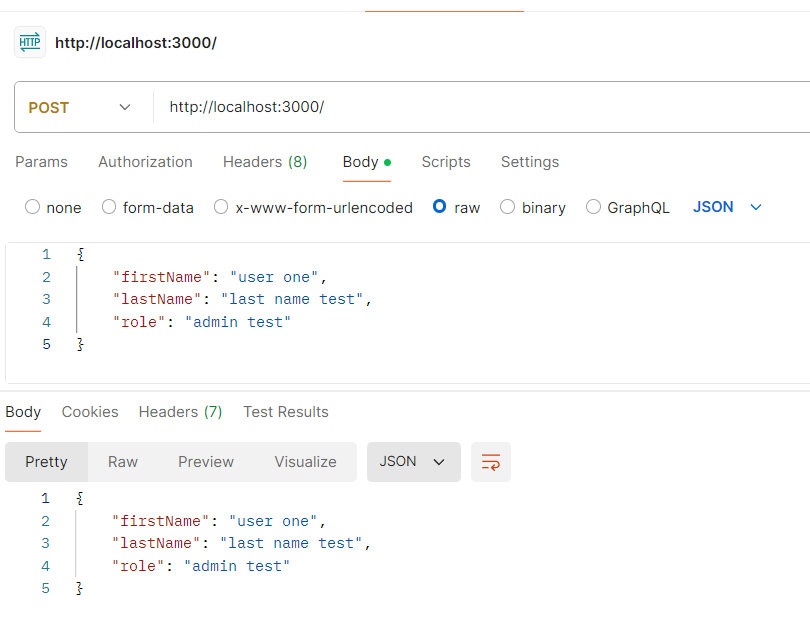 HTTP http://localhost:3000/
POST http://localhost:3000/
Params Authorization Headers (8) Body Scripts Settings
none form-data x-www-form-urlencoded raw binary GraphQL JSON
1 {
2 "firstName": "user one",
3 "lastName": "last name test",
4 "role": "admin test"
5 }
Body Cookies Headers (7) Test Results
Pretty Raw Preview Visualize JSON
1 {
2 "firstName": "user one",
3 "lastName": "last name test",
4 "role": "admin test"
5 }